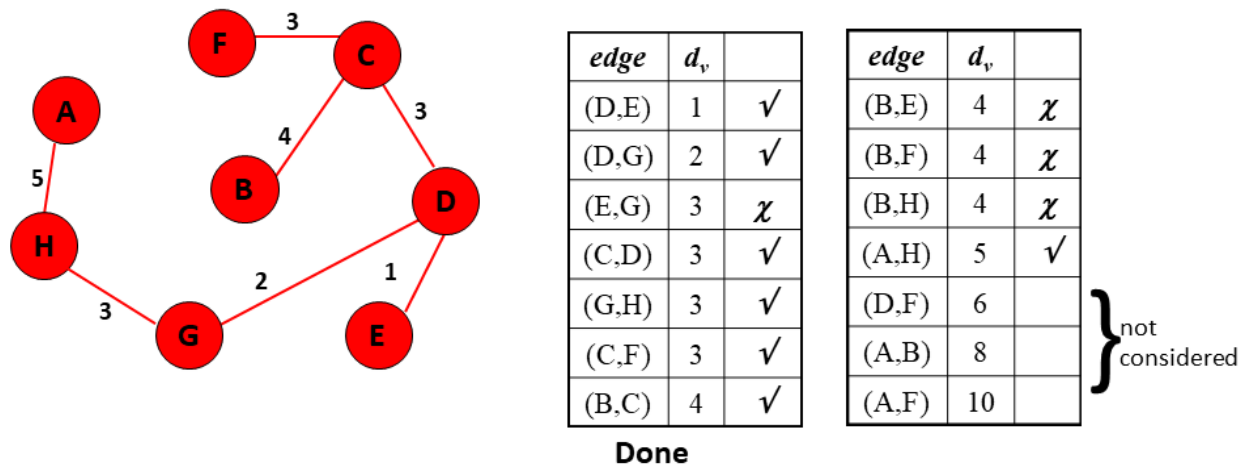 3
F
C
A
3
4
5
B
D
H
2
1
3
G
E
edge d_v
(D,E) 1 √
(D,G) 2 √
(E,G) 3 χ
(C,D) 3 √
(G,H) 3 √
(C,F) 3 √
(B,C) 4 √
Done
edge d_v
(B,E) 4 χ
(B,F) 4 χ
(B,H) 4 χ
(A,H) 5 √
(D,F) 6
(A,B) 8
(A,F) 10
}
not
considered